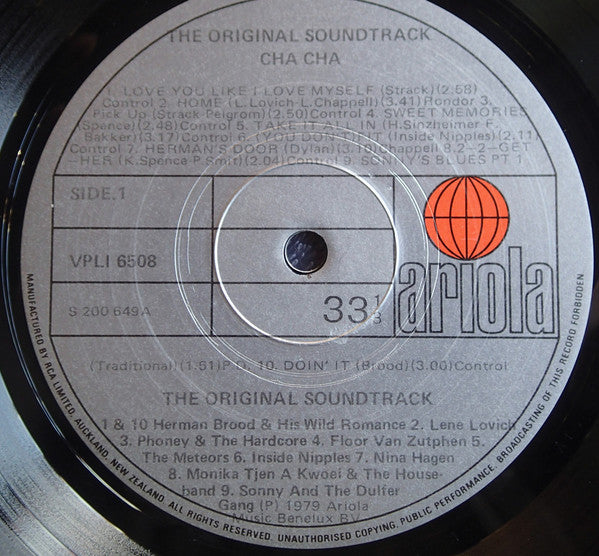 THE ORIGINAL SOUNDTRACK
CHA CHA
1. LOVE YOU LIKE I LOVE MYSELF (Strack)(2.58)
Control 2. HOME (L.Lovich-L.Chappell)(3.41)Rondor 3.
Pick Up (Strack-Pelgrom)(2.50)Control 4. SWEET MEMORIES
(Spence)(2.48)Control 5. TAKE IT ALL IN (H.Sinzheimer-F.
Bakker)(3.17)Control 6. YOU DON'T FIT (Inside Nipples)(2.11)
Control 7. HERMAN'S DOOR (Dylan)(3.10)Chappell 8.2-2-GET
-HER (K.Spence-P.Smit)(2.04)Control 9. SONNY'S BLUES PT 1
SIDE.1
VPLI 6508
S 200 649A
33 1/3
ariola
(Traditional)(1.51)P.D. 10. DOIN' IT (Brood)(3.00)Control
THE ORIGINAL SOUNDTRACK
1 & 10 Herman Brood & His Wild Romance 2. Lene Lovich
3. Phoney & The Hardcore 4. Floor Van Zutphen 5.
The Meteors 6. Inside Nipples 7. Nina Hagen
8. Monika Tjen A Kwoei & The House-
band 9. Sonny And The Dulfer
Gang (P) 1979 Ariola
Music Benelux BV
MANUFACTURED BY RCA LIMITED, AUCKLAND, NEW ZEALAND. ALL RIGHTS RESERVED. UNAUTHORISED COPYING, PUBLIC PERFORMANCE, BROADCASTING OF THIS RECORD FORBIDDEN